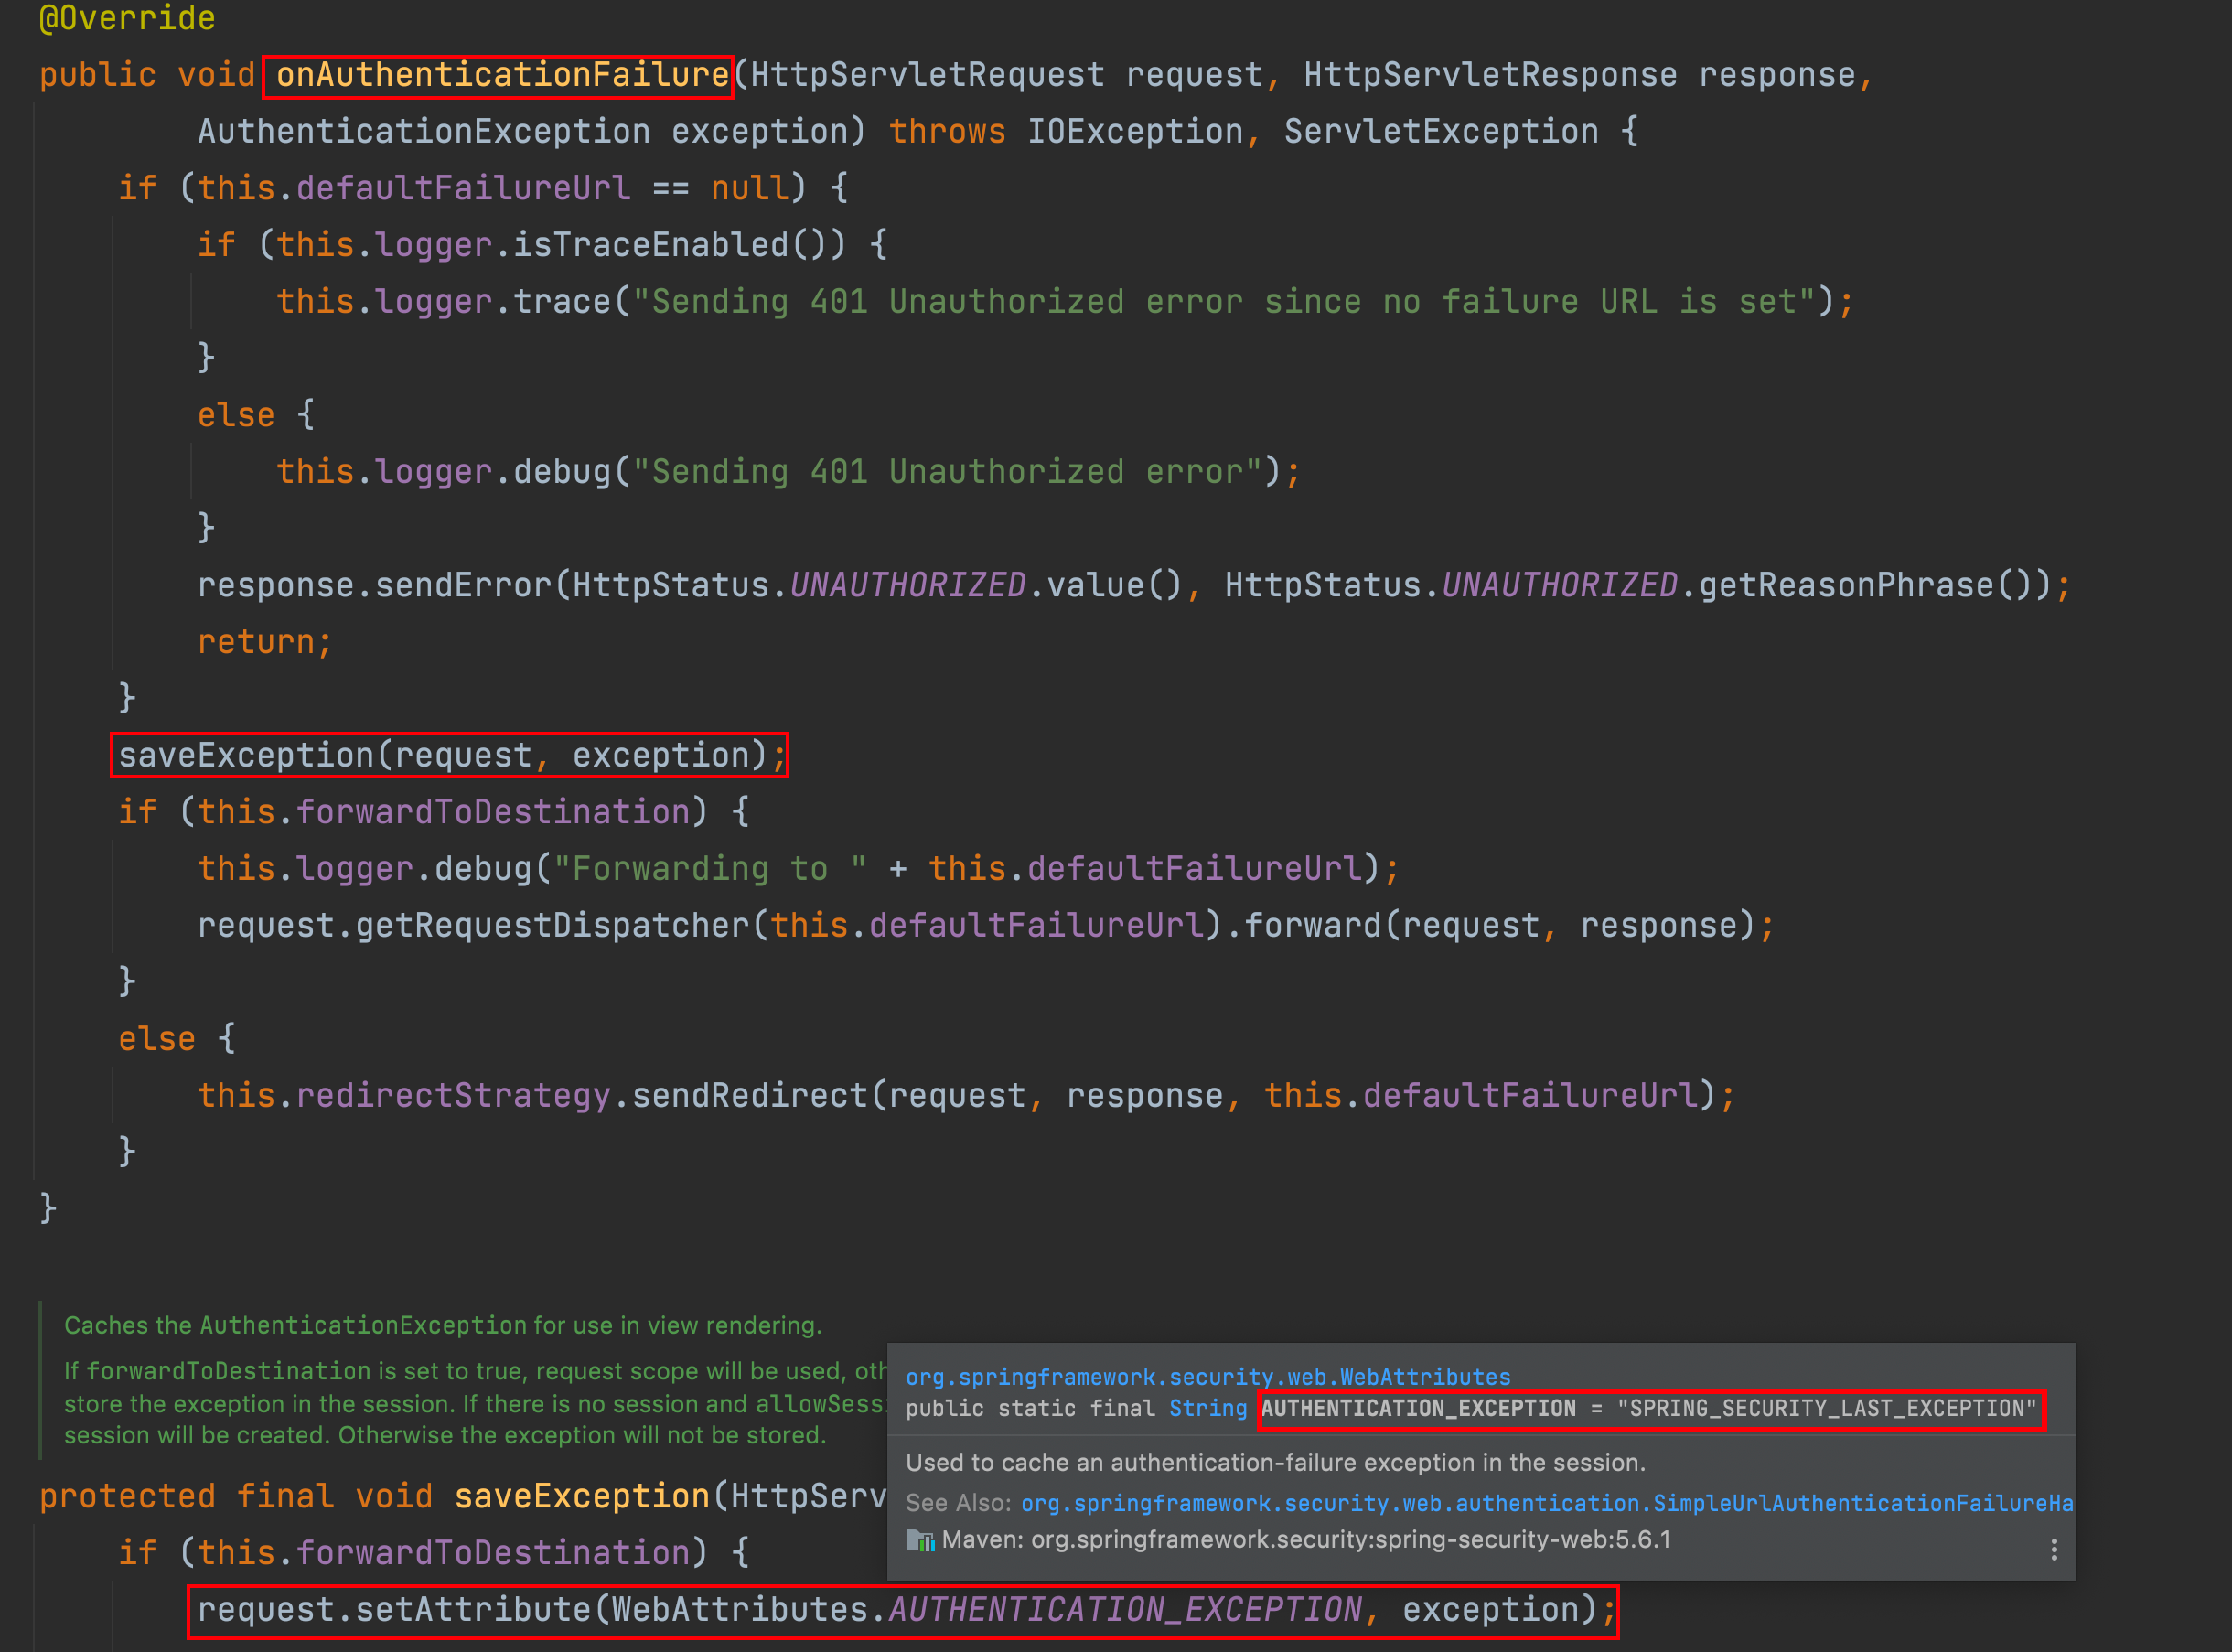 @Override
public void onAuthenticationFailure(HttpServletRequest request, HttpServletResponse response,
        AuthenticationException exception) throws IOException, ServletException {
    if (this.defaultFailureUrl == null) {
        if (this.logger.isTraceEnabled()) {
            this.logger.trace("Sending 401 Unauthorized error since no failure URL is set");
        }
        else {
            this.logger.debug("Sending 401 Unauthorized error");
        }
        response.sendError(HttpStatus.UNAUTHORIZED.value(), HttpStatus.UNAUTHORIZED.getReasonPhrase());
        return;
    }
    saveException(request, exception);
    if (this.forwardToDestination) {
        this.logger.debug("Forwarding to " + this.defaultFailureUrl);
        request.getRequestDispatcher(this.defaultFailureUrl).forward(request, response);
    }
    else {
        this.redirectStrategy.sendRedirect(request, response, this.defaultFailureUrl);
    }
}
Caches the AuthenticationException for use in view rendering.
If forwardToDestination is set to true, request scope will be used, oth
store the exception in the session. If there is no session and allowSessi
session will be created. Otherwise the exception will not be stored.
org.springframework.security.web.WebAttributes
public static final String AUTHENTICATION_EXCEPTION = "SPRING_SECURITY_LAST_EXCEPTION"
Used to cache an authentication-failure exception in the session.
See Also: org.springframework.security.web.authentication.SimpleUrlAuthenticationFailureHa
Maven: org.springframework.security:spring-security-web:5.6.1
protected final void saveException(HttpServ
    if (this.forwardToDestination) {
        request.setAttribute(WebAttributes.AUTHENTICATION_EXCEPTION, exception);